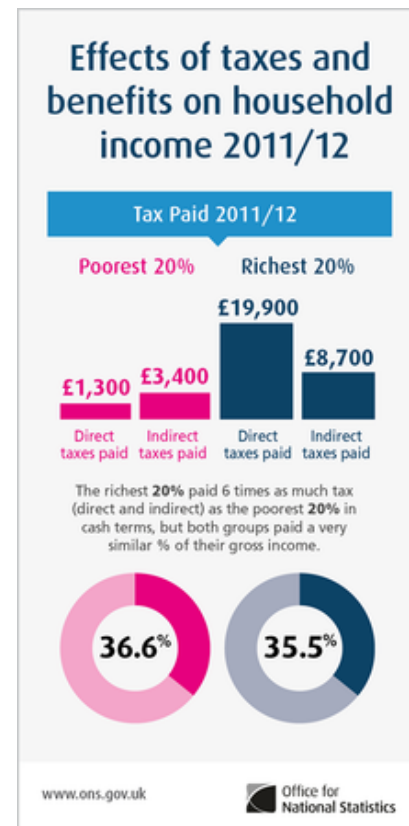 Effects of taxes and
benefits on household
income 2011/12
Tax Paid 2011/12
Poorest 20%
Richest 20%
£1,300
£3,400
£19,900
£8,700
Direct
taxes paid
Indirect
taxes paid
Direct
taxes paid
Indirect
taxes paid
The richest 20% paid 6 times as much tax
(direct and indirect) as the poorest 20% in
cash terms, but both groups paid a very
similar % of their gross income.
36.6%
35.5%
www.ons.gov.uk
Office for
National Statistics